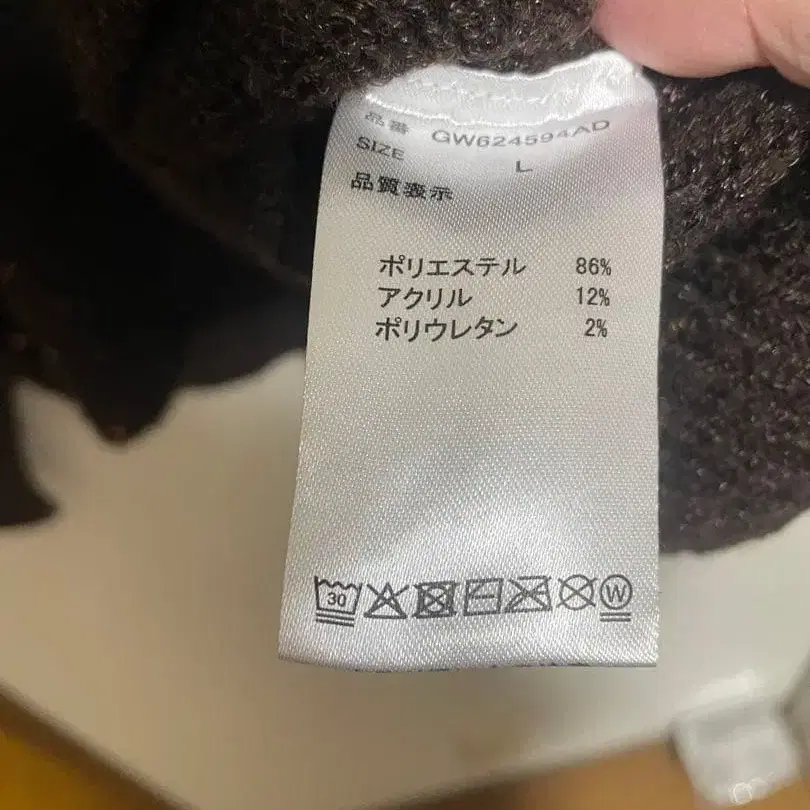 品番 GW624594AD
SIZE L
品質表示
ポリエステル 86%
アクリル 12%
ポリウレタン 2%
30 W